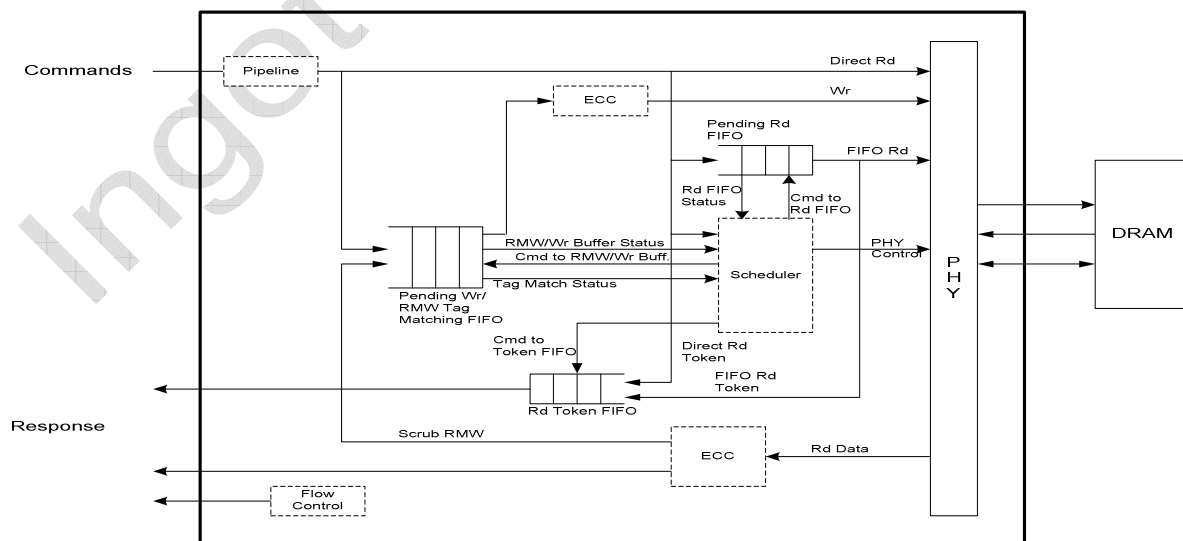 Ingot
Commands
Pipeline
Direct Rd
ECC
Wr
Pending Rd
FIFO
FIFO Rd
Rd FIFO
Status
Cmd to
Rd FIFO
RMW/Wr Buffer Status
Cmd to RMW/Wr Buff.
Tag Match Status
Scheduler
PHY
Control
PHY
DRAM
Pending Wr/
RMW Tag
Matching FIFO
Cmd to
Token FIFO
Direct Rd
Token
FIFO Rd
Token
Rd Token FIFO
Response
Scrub RMW
ECC
Rd Data
Flow
Control